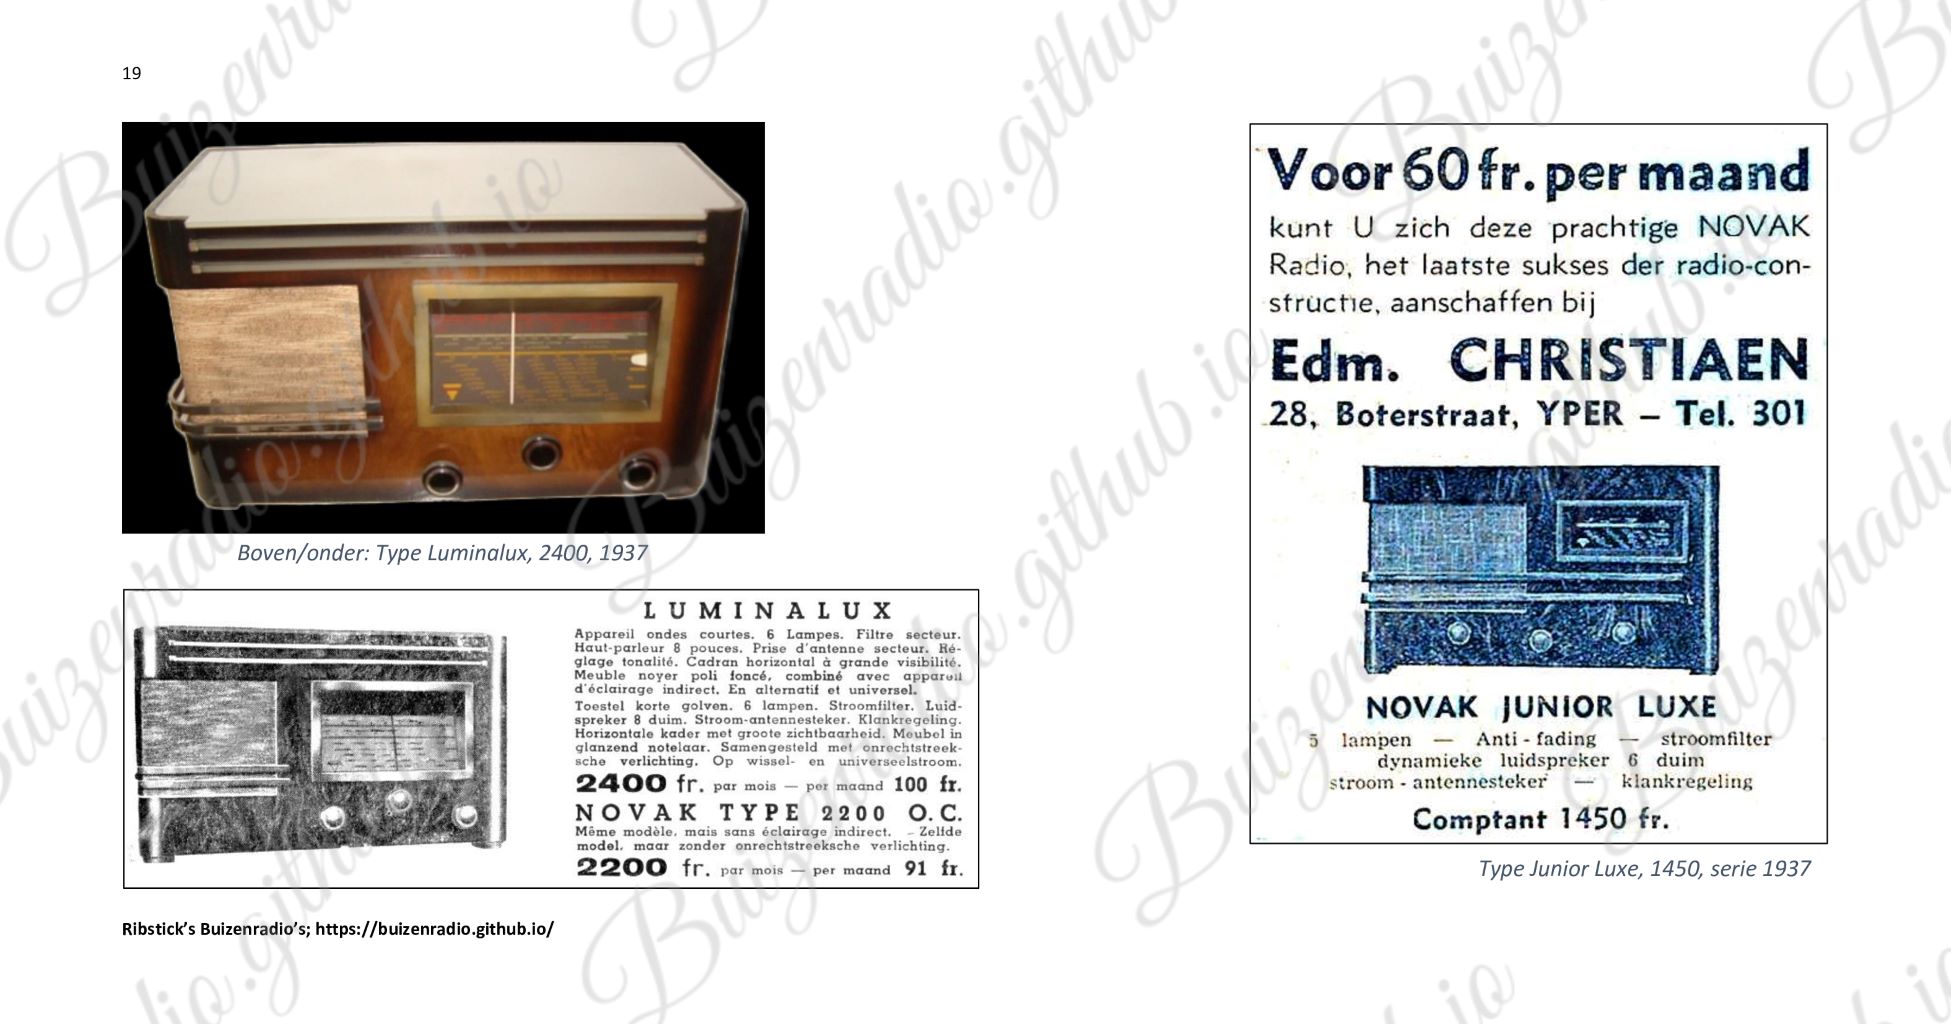 19
Boven/onder: Type Luminalux, 2400, 1937
LUMINALUX
Appareil ondes courtes. 6 Lampes. Filtre secteur.
Haut-parleur 8 pouces. Prise d'antenne secteur. Ré-
glage tonalité. Cadran horizontal à grande visibilité.
Meuble noyer poli foncé, combiné avec appareil
d'éclairage indirect. En alternatif et universel.
Toestel korte golven. 6 lampen. Stroomfilter. Luid-
spreker 8 duim. Stroom-antennesteker. Klankregeling.
Horizontale kader met groote zichtbaarheid. Meubel in
glanzend notelaar. Samengesteld met onrechtstreek-
sche verlichting. Op wissel- en universeelstroom.
2400 fr. par mois — per maand 100 fr.
NOVAK TYPE 2200 O.C.
Même modèle, mais sans éclairage indirect. - Zelfde
model, maar zonder onrechtstreeksche verlichting.
2200 fr. par mois — per maand 91 fr.
Ribstick’s Buizenradio’s; https://buizenradio.github.io/
Voor 60 fr. per maand
kunt U zich deze prachtige NOVAK
Radio, het laatste sukses der radio-con-
structie, aanschaffen bij
Edm. CHRISTIAEN
28, Boterstraat, YPER — Tel. 301
NOVAK JUNIOR LUXE
5 lampen — Anti-fading — stroomfilter
dynamieke luidspreker 6 duim
stroom-antennesteker — klankregeling
Comptant 1450 fr.
Type Junior Luxe, 1450, serie 1937
Buizenradio.github.io